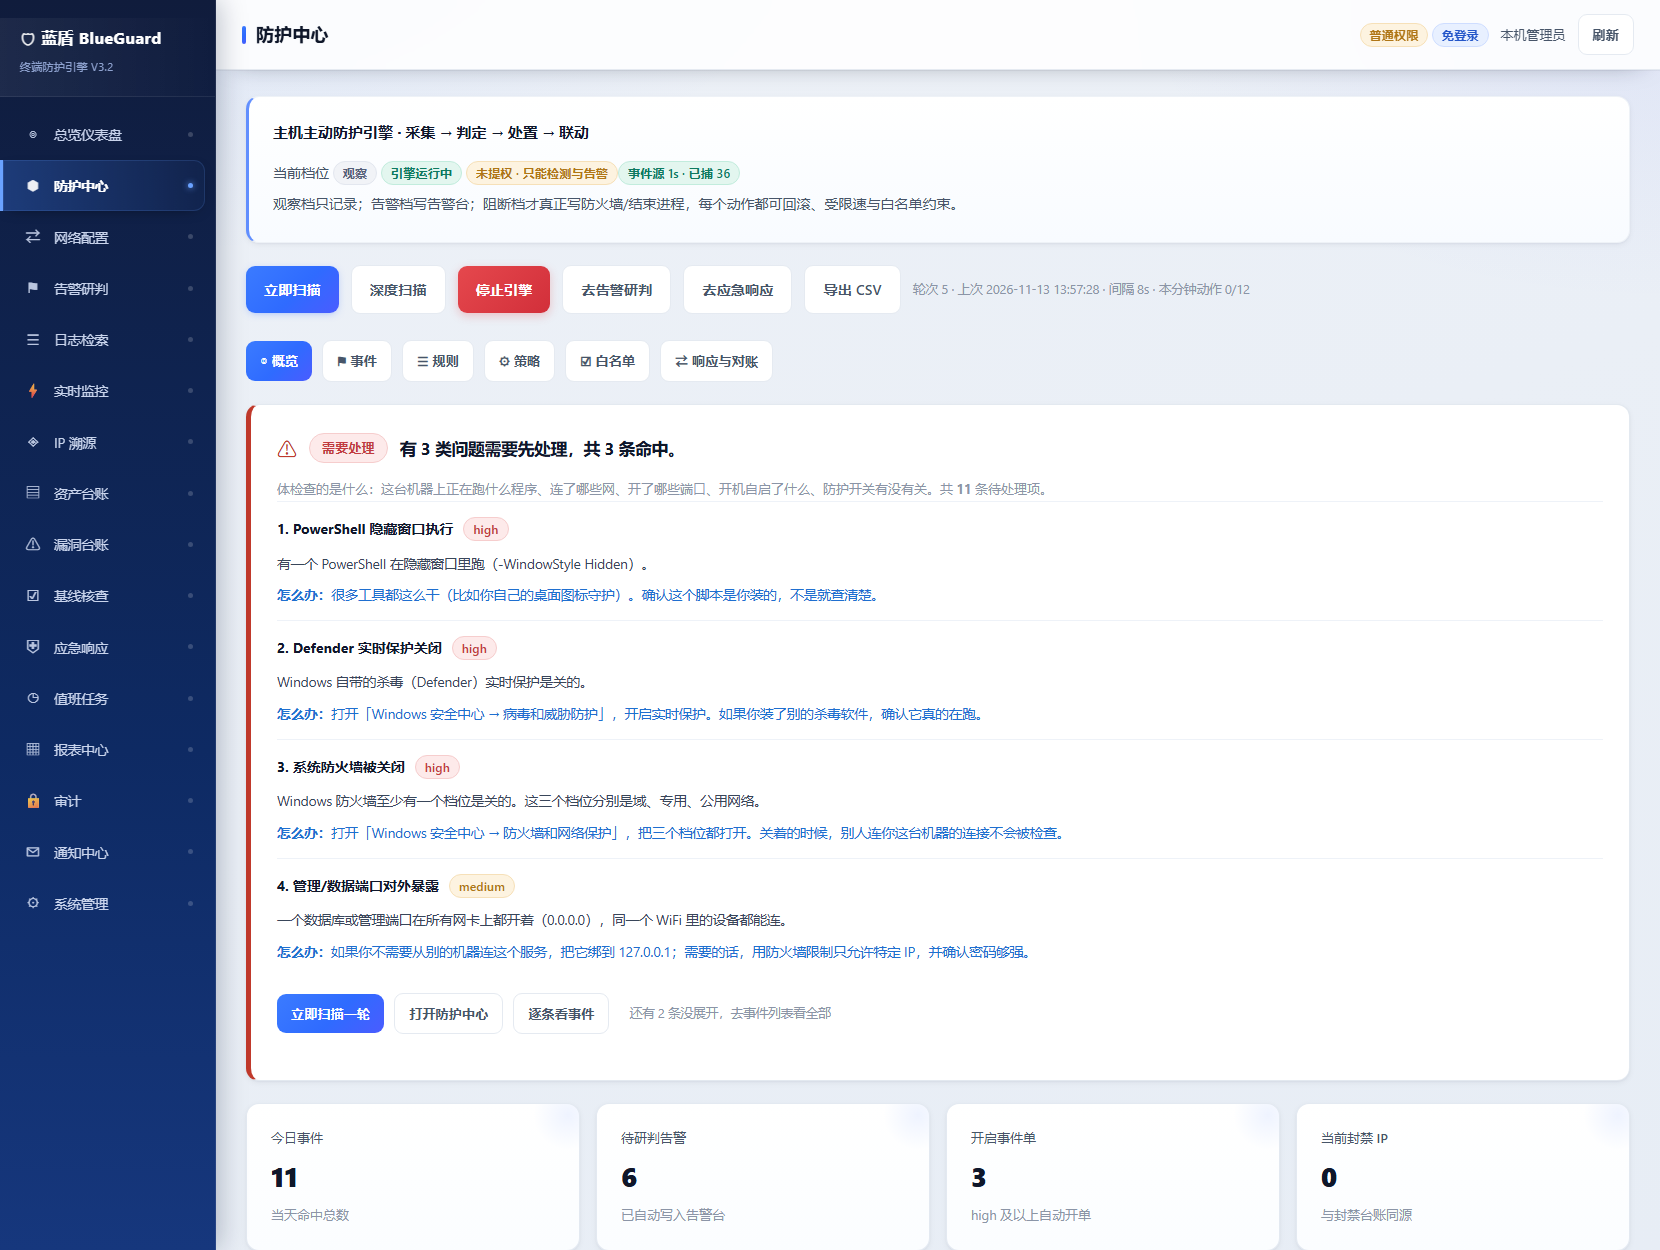 蓝盾 BlueGuard
终端防护引擎 V3.2
总览仪表盘
防护中心
网络配置
告警研判
日志检索
实时监控
IP 溯源
资产台账
漏洞台账
基线核查
应急响应
值班任务
报表中心
审计
通知中心
系统管理
防护中心
普通权限 免登录 本机管理员 刷新
主机主动防护引擎 · 采集 → 判定 → 处置 → 联动
当前档位 观察 引擎运行中 未提权 · 只能检测与告警 事件源 1s · 已捕 36
观察档只记录；告警档写告警台；阻断档才真正写防火墙/结束进程，每个动作都可回滚、受限速与白名单约束。
立即扫描 深度扫描 停止引擎 去告警研判 去应急响应 导出 CSV 轮次 5 · 上次 2026-11-13 13:57:28 · 间隔 8s · 本分钟动作 0/12
概览 事件 规则 策略 白名单 响应与对账
需要处理 有 3 类问题需要先处理，共 3 条命中。
体检查的是什么：这台机器上正在跑什么程序、连了哪些网、开了哪些端口、开机自启了什么、防护开关有没有关。共 11 条待处理项。
1. PowerShell 隐藏窗口执行 high
有一个 PowerShell 在隐藏窗口里跑（-WindowStyle Hidden）。
怎么办：很多工具都这么干（比如你自己的桌面图标守护）。确认这个脚本是你装的，不是就查清楚。
2. Defender 实时保护关闭 high
Windows 自带的杀毒（Defender）实时保护是关的。
怎么办：打开「Windows 安全中心 → 病毒和威胁防护」，开启实时保护。如果你装了别的杀毒软件，确认它真的在跑。
3. 系统防火墙被关闭 high
Windows 防火墙至少有一个档位是关的。这三个档位分别是域、专用、公用网络。
怎么办：打开「Windows 安全中心 → 防火墙和网络保护」，把三个档位都打开。关着的时候，别人连你这台机器的连接不会被检查。
4. 管理/数据端口对外暴露 medium
一个数据库或管理端口在所有网卡上都开着（0.0.0.0），同一个 WiFi 里的设备都能连。
怎么办：如果你不需要从别的机器连这个服务，把它绑到 127.0.0.1；需要的话，用防火墙限制只允许特定 IP，并确认密码够强。
立即扫描一轮 打开防护中心 逐条看事件 还有 2 条没展开，去事件列表看全部
今日事件
11
当天命中总数
待研判告警
6
已自动写入告警台
开启事件单
3
high 及以上自动开单
当前封禁 IP
0
与封禁台账同源